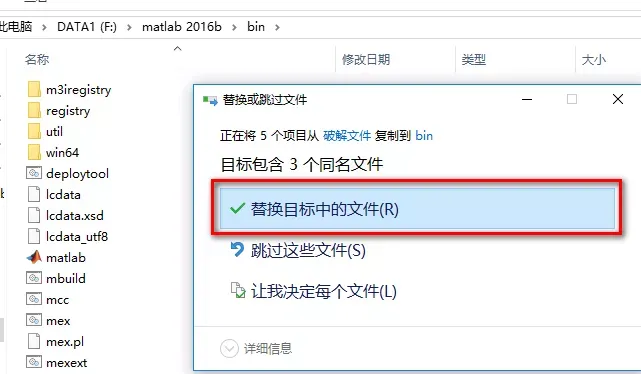 此电脑 > DATA1 (F:) > matlab 2016b > bin >
名称 修改日期 类型 大小
m3iregistry
registry
util
win64
deploytool
lcdata
lcdata.xsd
lcdata_utf8
matlab
mbuild
mcc
mex
mex.pl
mexext
替换或跳过文件
正在将 5 个项目从 破解文件 复制到 bin
目标包含 3 个同名文件
替换目标中的文件(R)
跳过这些文件(S)
让我决定每个文件(L)
详细信息